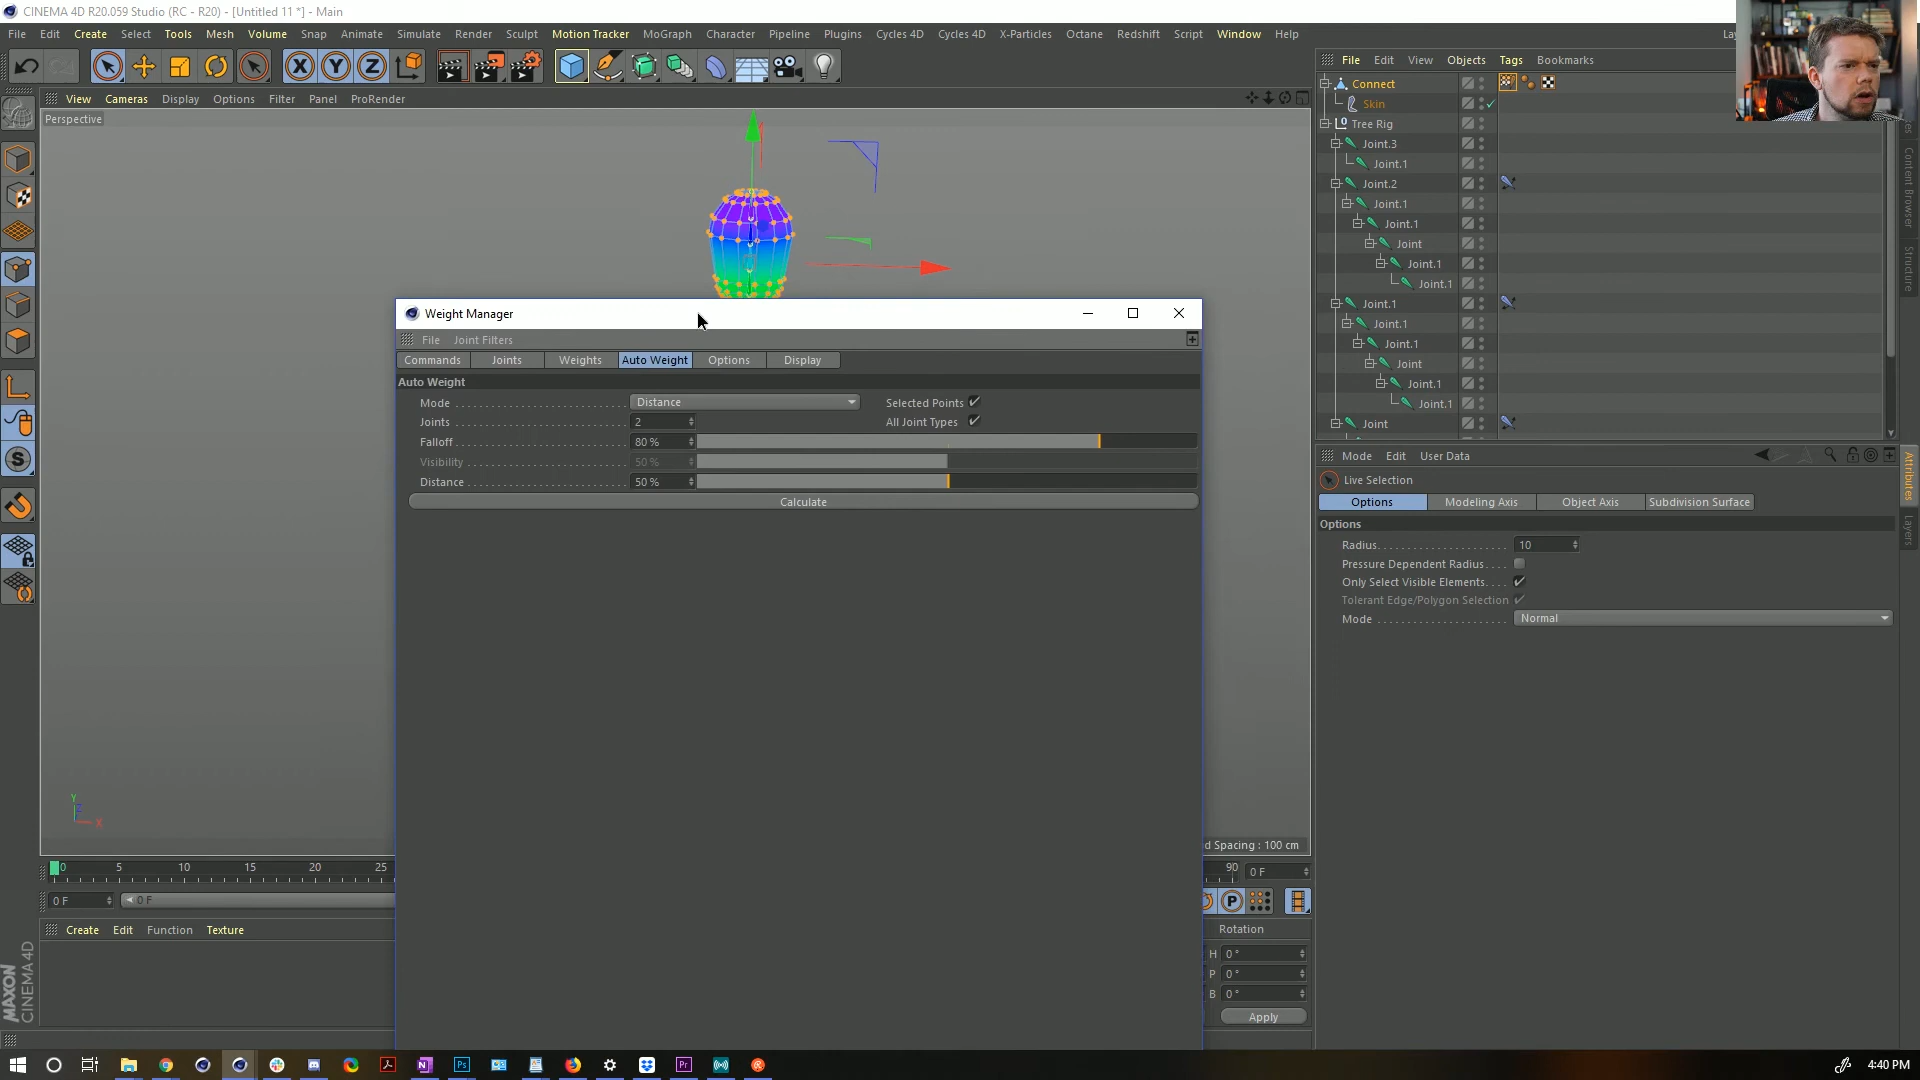 CINEMA 4D R20.059 Studio (RC - R20) - [Untitled 11 *] - Main
File Edit Create Select Tools Mesh Volume Snap Animate Simulate Render Sculpt Motion Tracker MoGraph Character Pipeline Plugins Cycles 4D Cycles 4D X-Particles Octane Redshift Script Window Help
File Edit View Objects Tags Bookmarks
View Cameras Display Options Filter Panel ProRender
Perspective
Connect
Skin
Tree Rig
Joint.3
Joint.1
Joint.2
Joint.1
Joint.1
Joint
Joint.1
Joint.1
Joint.1
Joint.1
Joint.1
Joint
Joint.1
Joint.1
Joint
Content Browser
Structure
Weight Manager
File Joint Filters
Commands Joints Weights Auto Weight Options Display
Auto Weight
Mode Distance Selected Points
Joints 2 All Joint Types
Falloff 80 %
Visibility 50 %
Distance 50 %
Calculate
Mode Edit User Data
Live Selection
Options Modeling Axis Object Axis Subdivision Surface
Options
Radius 10
Pressure Dependent Radius
Only Select Visible Elements
Tolerant Edge/Polygon Selection
Mode Normal
Attributes
Layers
Y
X
d Spacing : 100 cm
0 5 10 15 20 25 90 0 F
0 F 0 F
Create Edit Function Texture
Rotation
H 0 °
P 0 °
B 0 °
Apply
MAXON
CINEMA 4D
4:40 PM